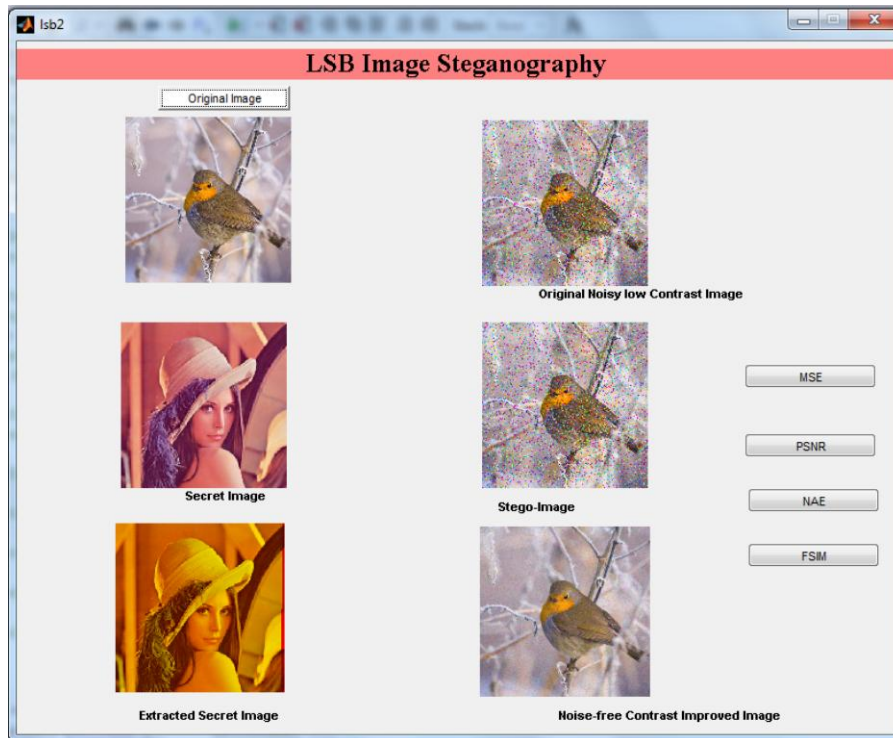 lsb2
LSB Image Steganography
Original Image
Original Noisy low Contrast Image
Secret Image
Stego-Image
MSE
PSNR
NAE
FSIM
Extracted Secret Image
Noise-free Contrast Improved Image